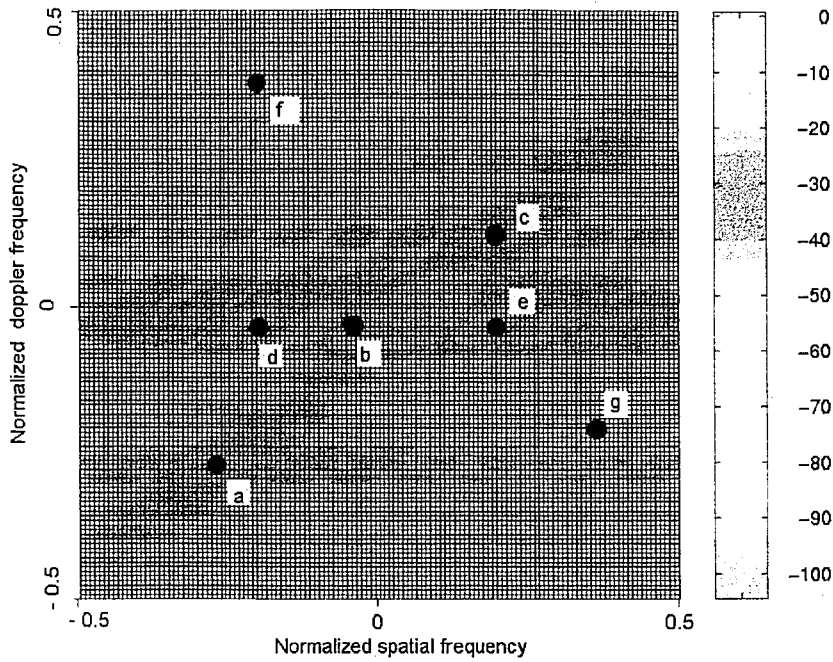 0.5
0
- 0.5
Normalized doppler frequency
f
c
e
d
b
g
a
- 0.5
0
0.5
Normalized spatial frequency
0
-10
-20
-30
-40
-50
-60
-70
-80
-90
-100